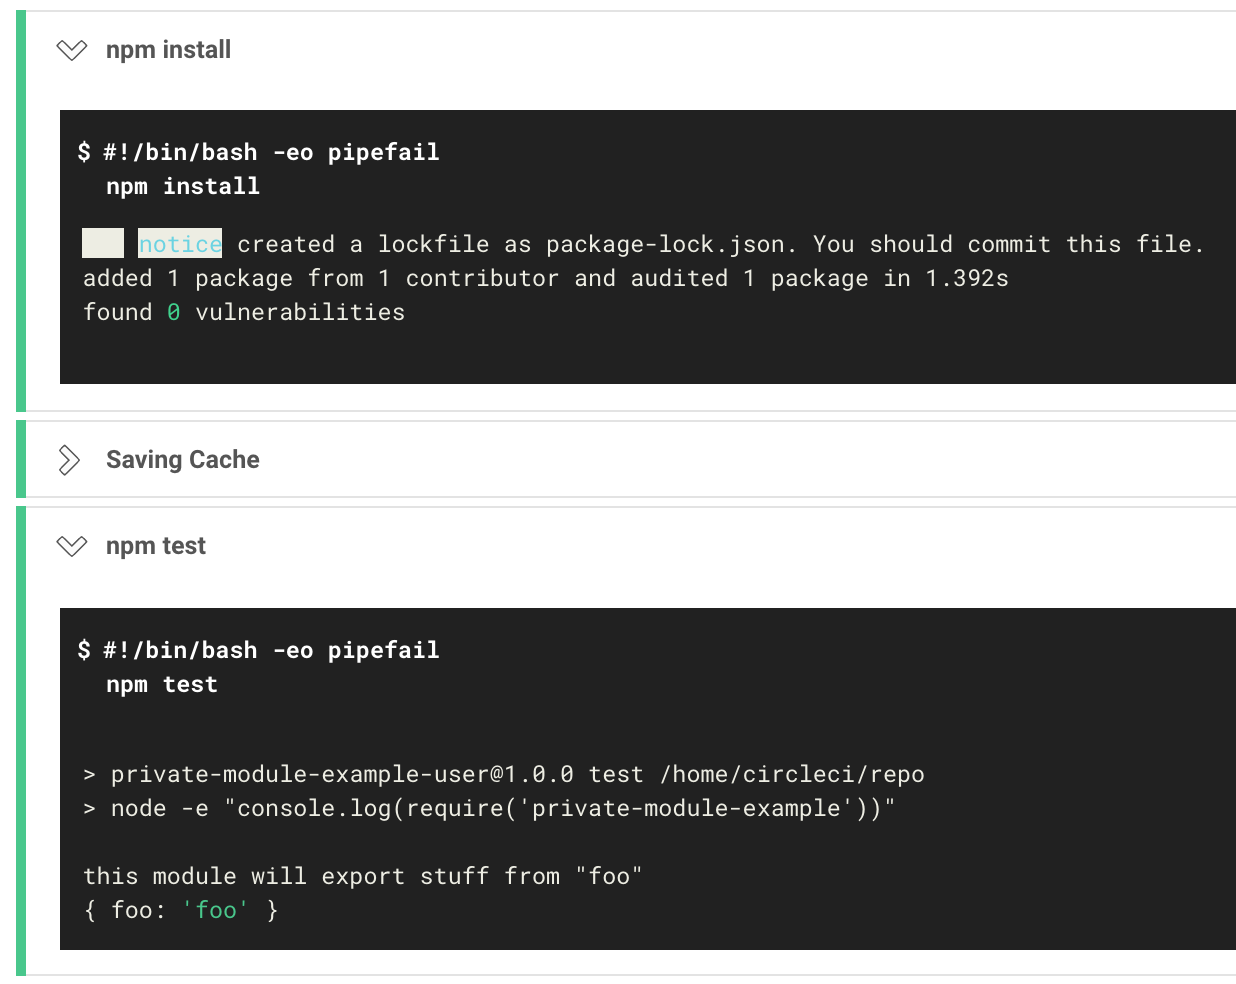 npm install
$ #!/bin/bash -eo pipefail
npm install
notice created a lockfile as package-lock.json. You should commit this file.
added 1 package from 1 contributor and audited 1 package in 1.392s
found 0 vulnerabilities
Saving Cache
npm test
$ #!/bin/bash -eo pipefail
npm test
> private-module-example-user@1.0.0 test /home/circleci/repo
> node -e "console.log(require('private-module-example'))"
this module will export stuff from "foo"
{ foo: 'foo' }